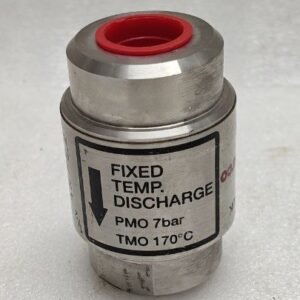 FIXED
TEMP.
DISCHARGE
PMO 7bar
TMO 170°C